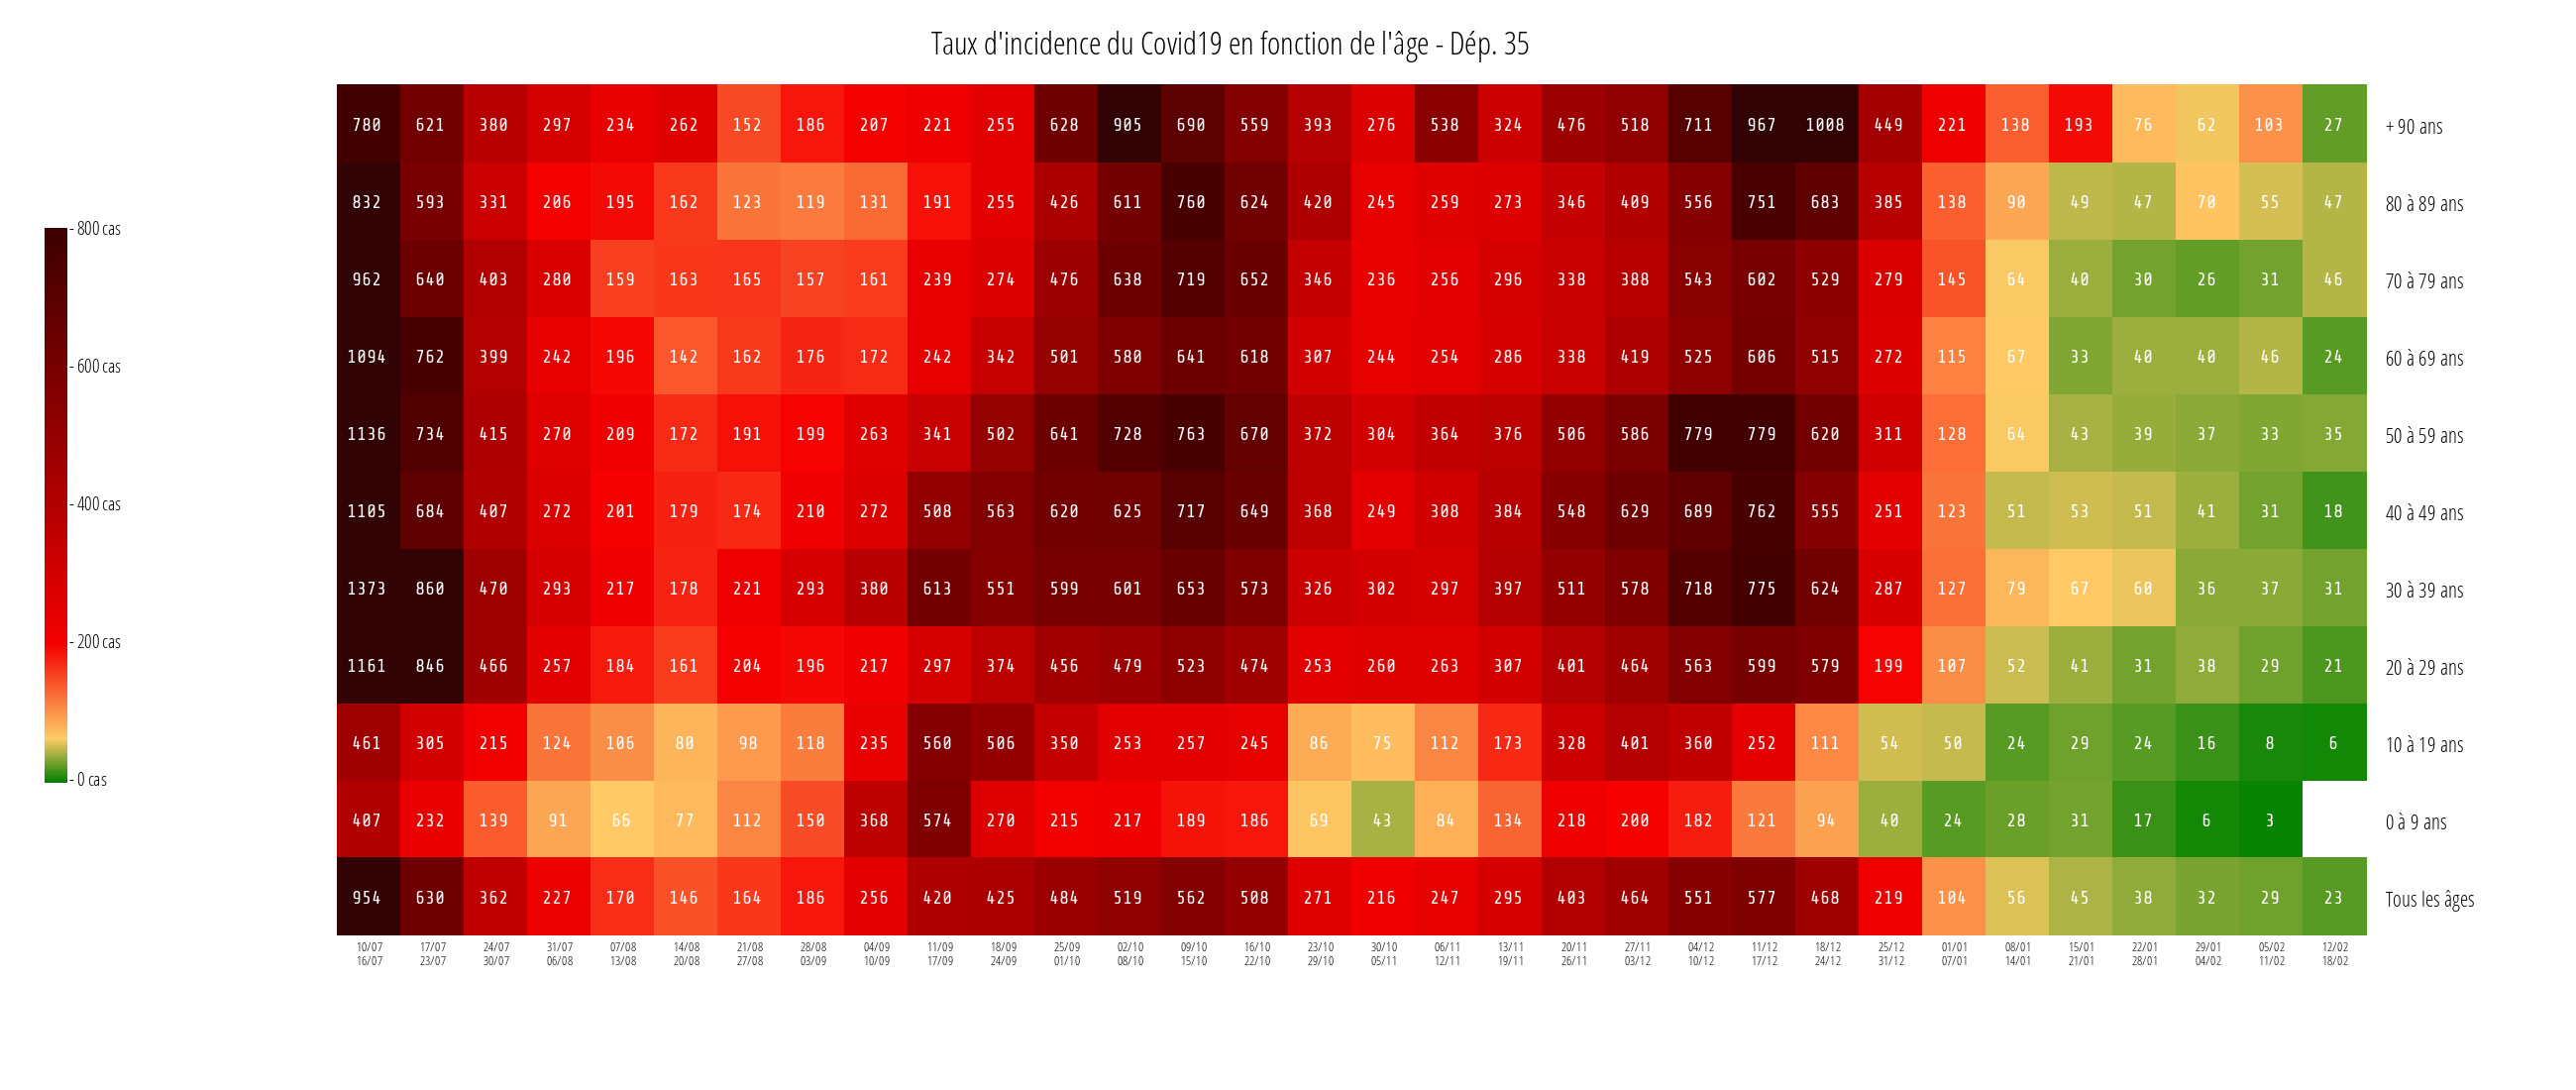 Taux d'incidence du Covid19 en fonction de l'âge - Dép. 35
780 621 380 297 234 262 152 186 207 221 255 628 905 690 559 393 276 538 324 476 518 711 967 1008 449 221 138 193 76 62 103 27 + 90 ans
832 593 331 206 195 162 123 119 131 191 255 426 611 760 624 420 245 259 273 346 409 556 751 683 385 138 90 49 47 70 55 47 80 à 89 ans
- 800 cas
962 640 403 280 159 163 165 157 161 239 274 476 638 719 652 346 236 256 296 338 388 543 602 529 279 145 64 40 30 26 31 46 70 à 79 ans
1094 762 399 242 196 142 162 176 172 242 342 501 580 641 618 307 244 254 286 338 419 525 606 515 272 115 67 33 40 40 46 24 60 à 69 ans
- 600 cas
1136 734 415 270 209 172 191 199 263 341 502 641 728 763 670 372 304 364 376 506 586 779 779 620 311 128 64 43 39 37 33 35 50 à 59 ans
- 400 cas
1105 684 407 272 201 179 174 210 272 508 563 620 625 717 649 368 249 308 384 548 629 689 762 555 251 123 51 53 51 41 31 18 40 à 49 ans
1373 860 470 293 217 178 221 293 380 613 551 599 601 653 573 326 302 297 397 511 578 718 775 624 287 127 79 67 60 36 37 31 30 à 39 ans
- 200 cas
1161 846 466 257 184 161 204 196 217 297 374 456 479 523 474 253 260 263 307 401 464 563 599 579 199 107 52 41 31 38 29 21 20 à 29 ans
461 305 215 124 106 80 98 118 235 560 506 350 253 257 245 86 75 112 173 328 401 360 252 111 54 50 24 29 24 16 8 6 10 à 19 ans
- 0 cas
407 232 139 91 66 77 112 150 368 574 270 215 217 189 186 69 43 84 134 218 200 182 121 94 40 24 28 31 17 6 3 0 à 9 ans
954 630 362 227 170 146 164 186 256 420 425 484 519 562 508 271 216 247 295 403 464 551 577 468 219 104 56 45 38 32 29 23 Tous les âges
10/07 17/07 24/07 31/07 07/08 14/08 21/08 28/08 04/09 11/09 18/09 25/09 02/10 09/10 16/10 23/10 30/10 06/11 13/11 20/11 27/11 04/12 11/12 18/12 25/12 01/01 08/01 15/01 22/01 29/01 05/02 12/02
16/07 23/07 30/07 06/08 13/08 20/08 27/08 03/09 10/09 17/09 24/09 01/10 08/10 15/10 22/10 29/10 05/11 12/11 19/11 26/11 03/12 10/12 17/12 24/12 31/12 07/01 14/01 21/01 28/01 04/02 11/02 18/02